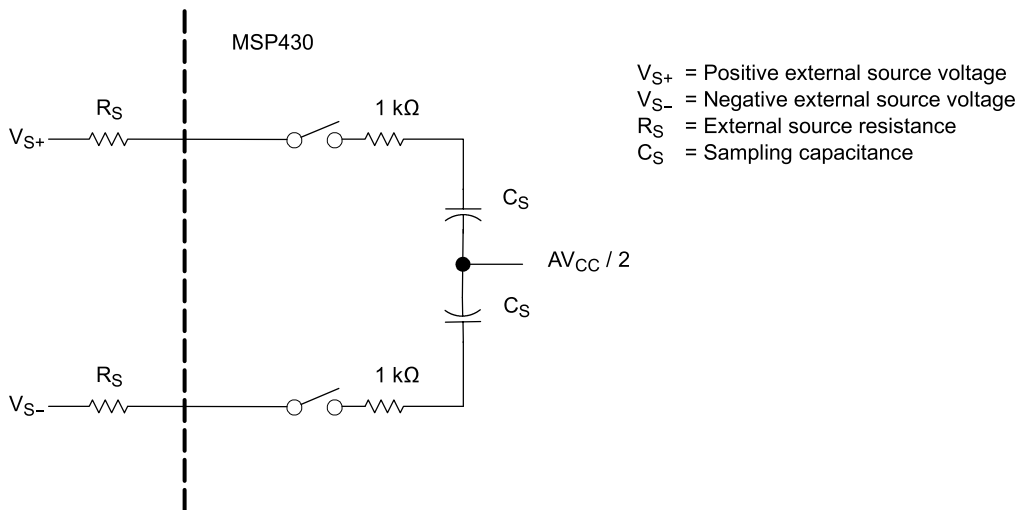 MSP430
V_S+ = Positive external source voltage
V_S– = Negative external source voltage
R_S = External source resistance
C_S = Sampling capacitance
R_S
1 kΩ
V_S+
C_S
AV_CC / 2
C_S
R_S
1 kΩ
V_S–